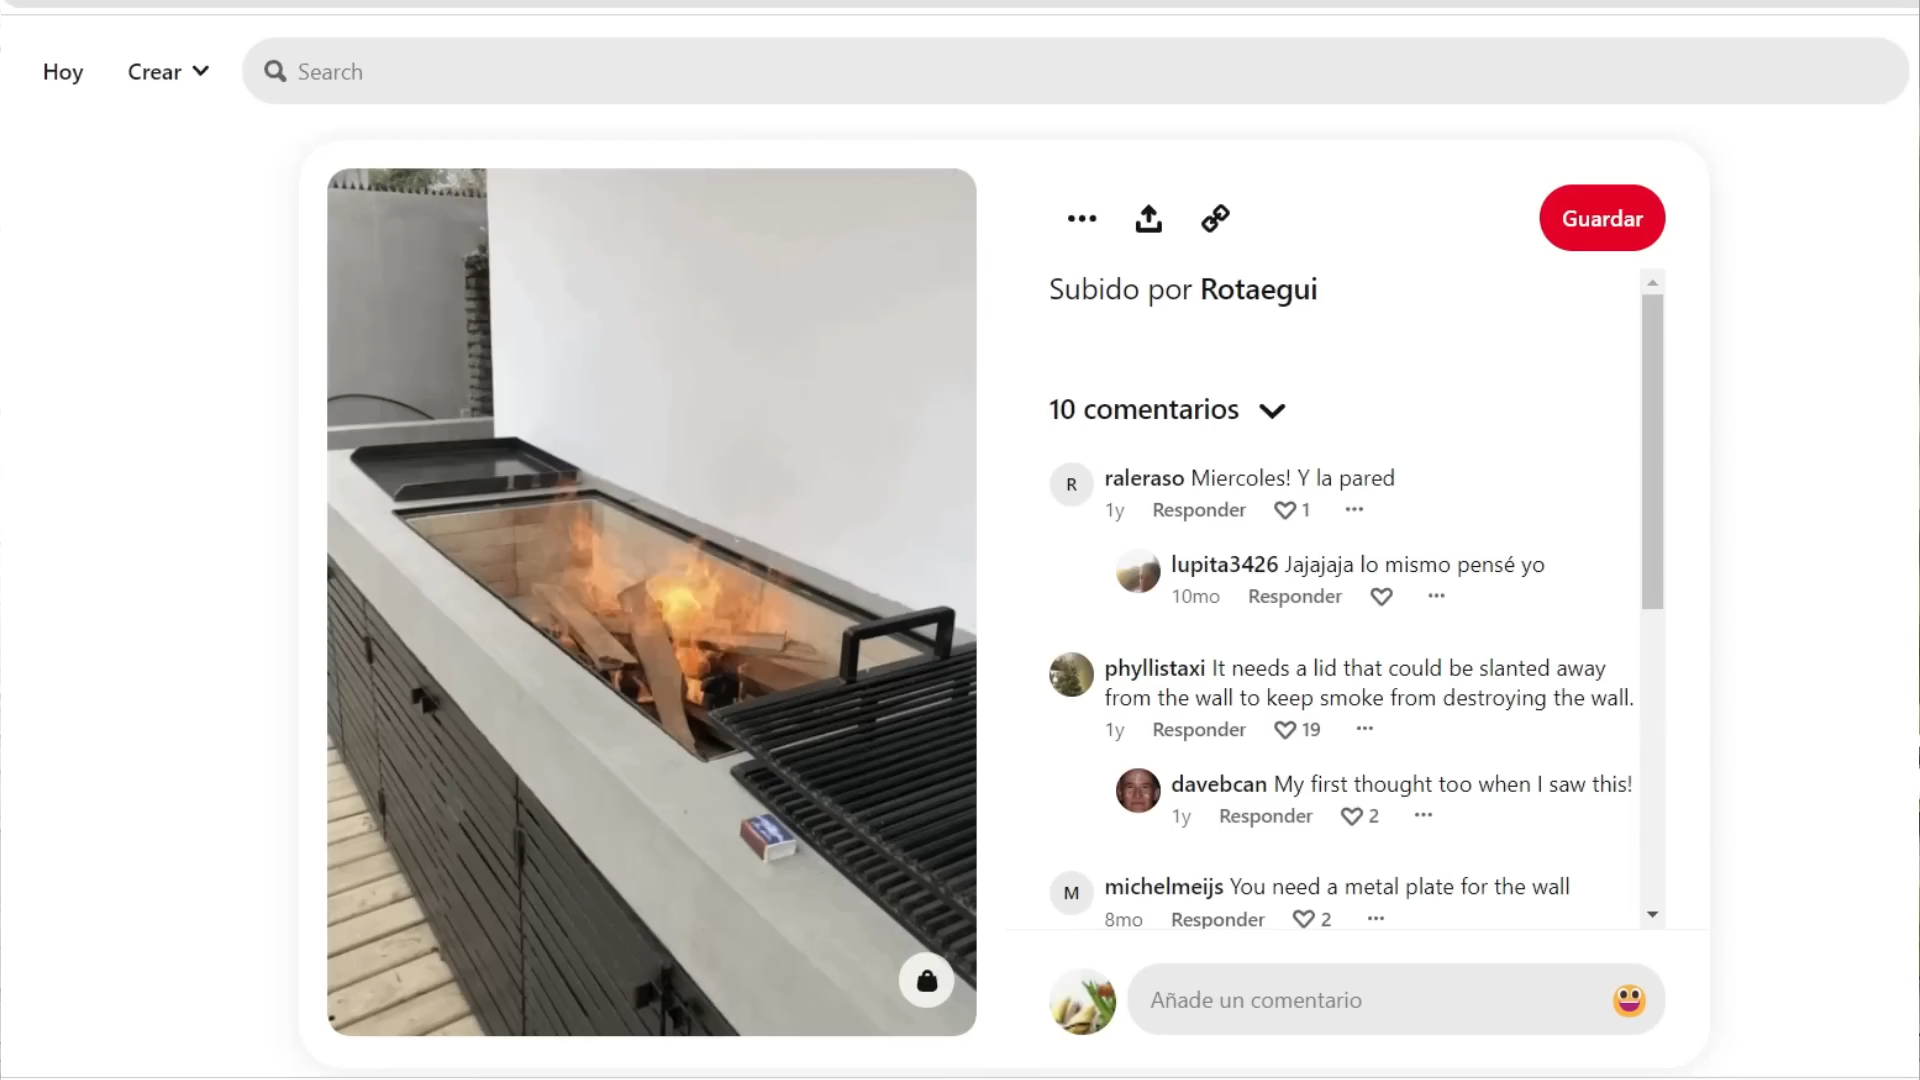 Hoy Crear Search
Guardar
Subido por Rotaegui
10 comentarios
R
raleraso Miercoles! Y la pared
1y Responder 1 ...
lupita3426 Jajajaja lo mismo pensé yo
10mo Responder ...
phyllistaxi It needs a lid that could be slanted away
from the wall to keep smoke from destroying the wall.
1y Responder 19 ...
davebcan My first thought too when I saw this!
1y Responder 2 ...
M
michelmeijs You need a metal plate for the wall
8mo Responder 2 ...
Añade un comentario